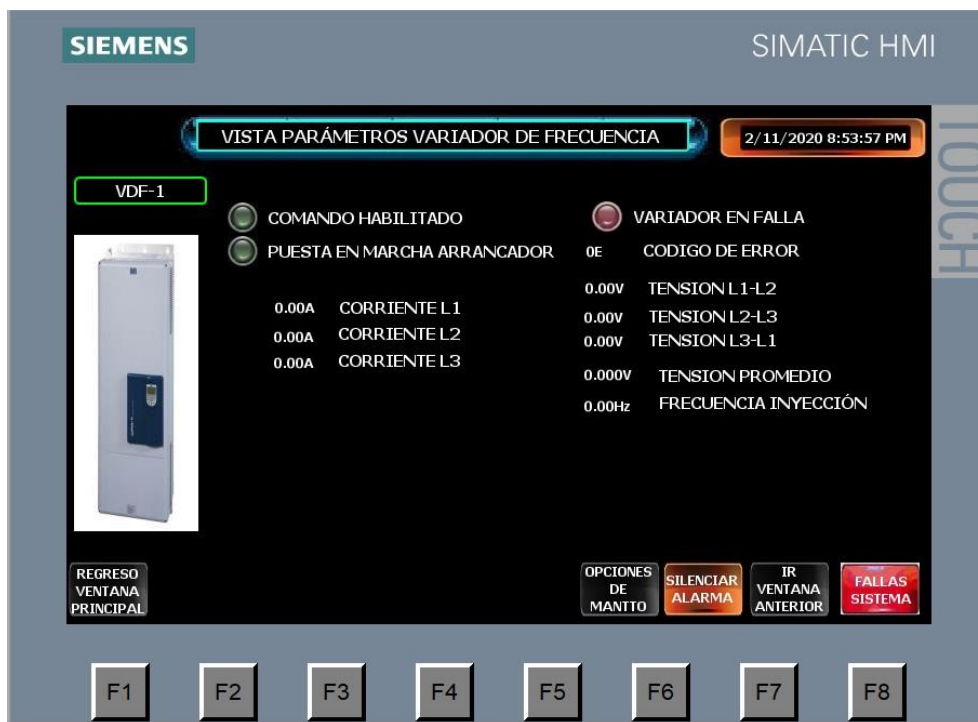 SIEMENS
SIMATIC HMI
TOUCH
VISTA PARÁMETROS VARIADOR DE FRECUENCIA
2/11/2020 8:53:57 PM
VDF-1
COMANDO HABILITADO
PUESTA EN MARCHA ARRANCADOR
0.00A CORRIENTE L1
0.00A CORRIENTE L2
0.00A CORRIENTE L3
VARIADOR EN FALLA
0E CODIGO DE ERROR
0.00V TENSION L1-L2
0.00V TENSION L2-L3
0.00V TENSION L3-L1
0.000V TENSION PROMEDIO
0.00Hz FRECUENCIA INYECCIÓN
REGRESO
VENTANA
PRINCIPAL
OPCIONES
DE
MANTTO
SILENCIAR
ALARMA
IR
VENTANA
ANTERIOR
FALLAS
SISTEMA
F1 F2 F3 F4 F5 F6 F7 F8